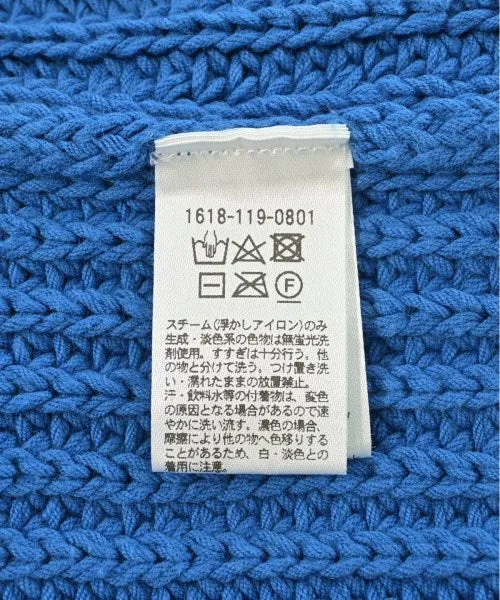 1618-119-0801
F
スチーム(浮かしアイロン)のみ
生成・淡色系の色物は無蛍光洗
剤使用。すすぎは十分行う。他
の物と分けて洗う。つけ置き洗
い・濡れたままの放置禁止。
汗・飲料水等の付着物は、変色
の原因となる場合があるので速
やかに洗い流す。濃色の場合、
摩擦により他の物へ色移りする
ことがあるため、白・淡色との
着用に注意。